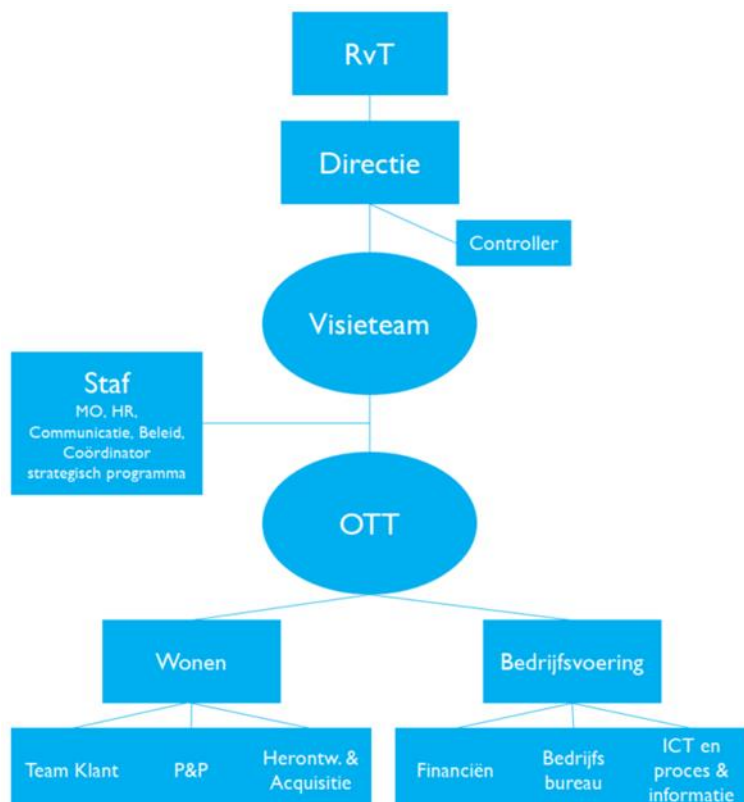 RvT
Directie
Controller
Visieteam
Staf
MO, HR,
Communicatie, Beleid,
Coördinator
strategisch programma
OTT
Wonen
Bedrijfsvoering
Team Klant
P&P
Herontw. &
Acquisitie
Financiën
Bedrijfs
bureau
ICT en
proces &
informatie